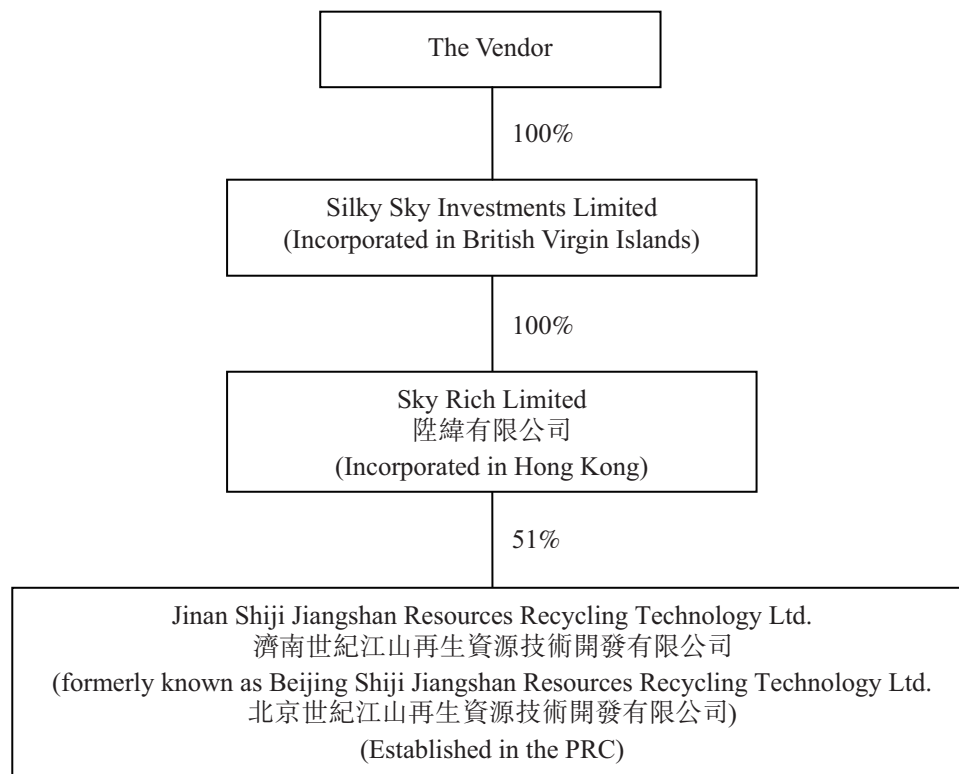 The Vendor
100%
Silky Sky Investments Limited
(Incorporated in British Virgin Islands)
100%
Sky Rich Limited
陞緯有限公司
(Incorporated in Hong Kong)
51%
Jinan Shiji Jiangshan Resources Recycling Technology Ltd.
濟南世紀江山再生資源技術開發有限公司
(formerly known as Beijing Shiji Jiangshan Resources Recycling Technology Ltd.
北京世紀江山再生資源技術開發有限公司)
(Established in the PRC)